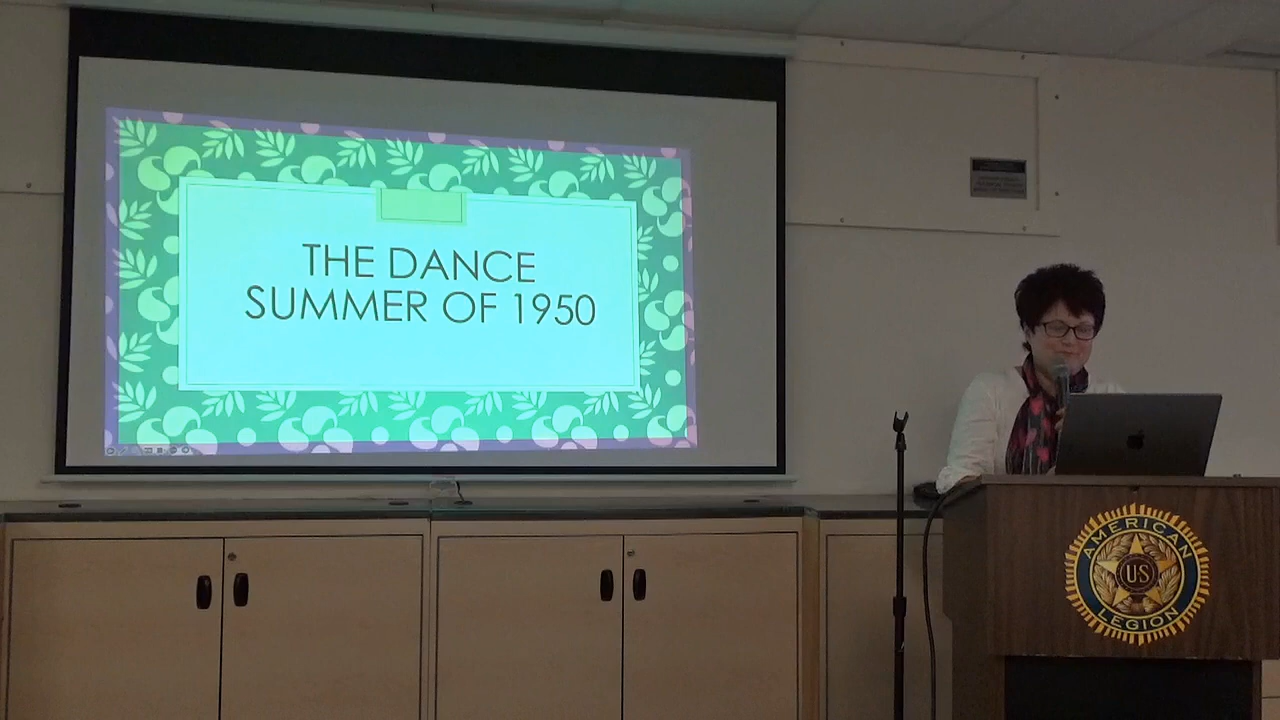 THE DANCE
SUMMER OF 1950
AMERICAN
US
LEGION